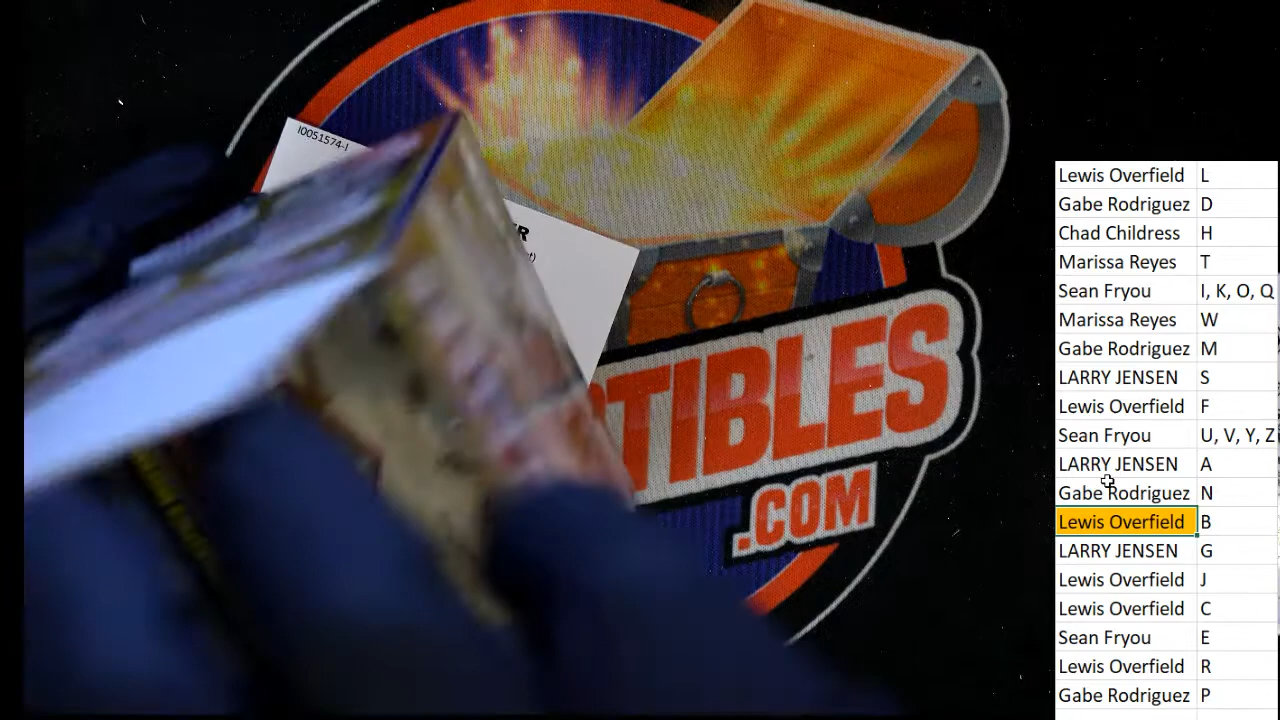 I0051574-I
R
TIBLES
.COM
Lewis Overfield L
Gabe Rodriguez D
Chad Childress H
Marissa Reyes T
Sean Fryou I, K, O, Q
Marissa Reyes W
Gabe Rodriguez M
LARRY JENSEN S
Lewis Overfield F
Sean Fryou U, V, Y, Z
LARRY JENSEN A
Gabe Rodriguez N
Lewis Overfield B
LARRY JENSEN G
Lewis Overfield J
Lewis Overfield C
Sean Fryou E
Lewis Overfield R
Gabe Rodriguez P